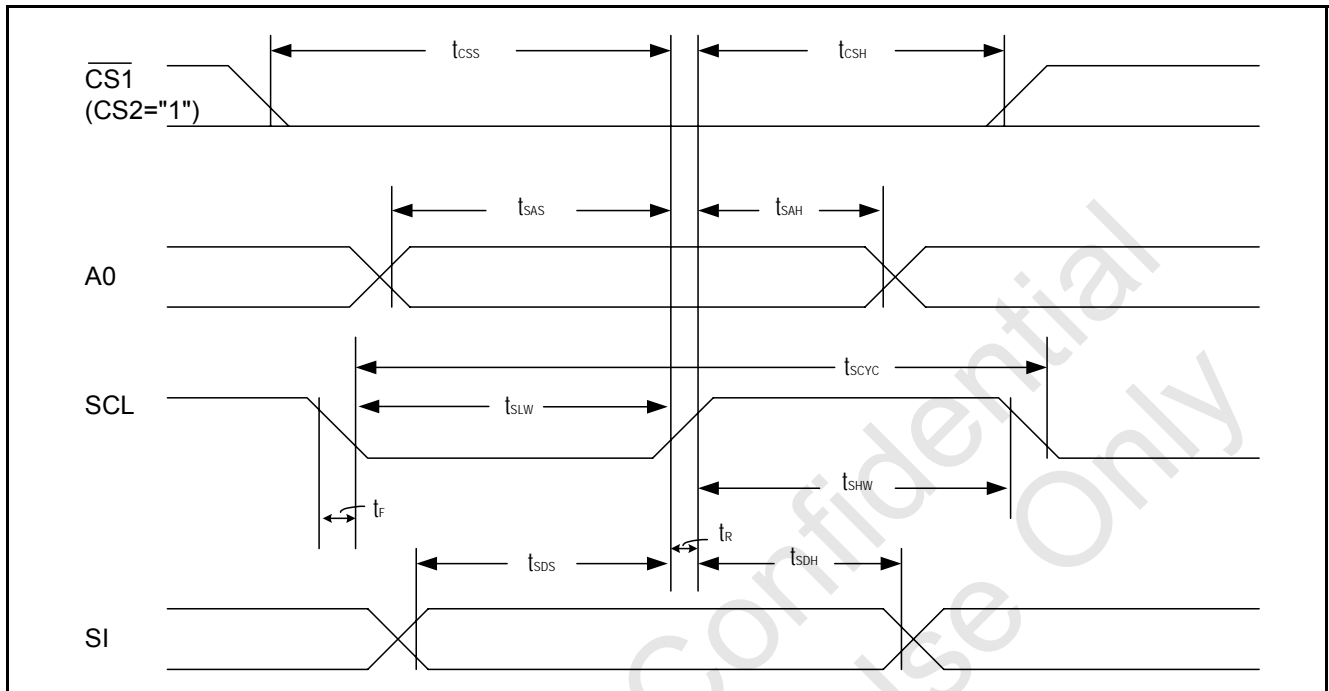 tCSS
tCSH
CS1
(CS2="1")
tSAS
tSAH
A0
tSCYC
SCL
tSLW
tSHW
tF
tR
tSDS
tSDH
SI
Confidential
Use Only